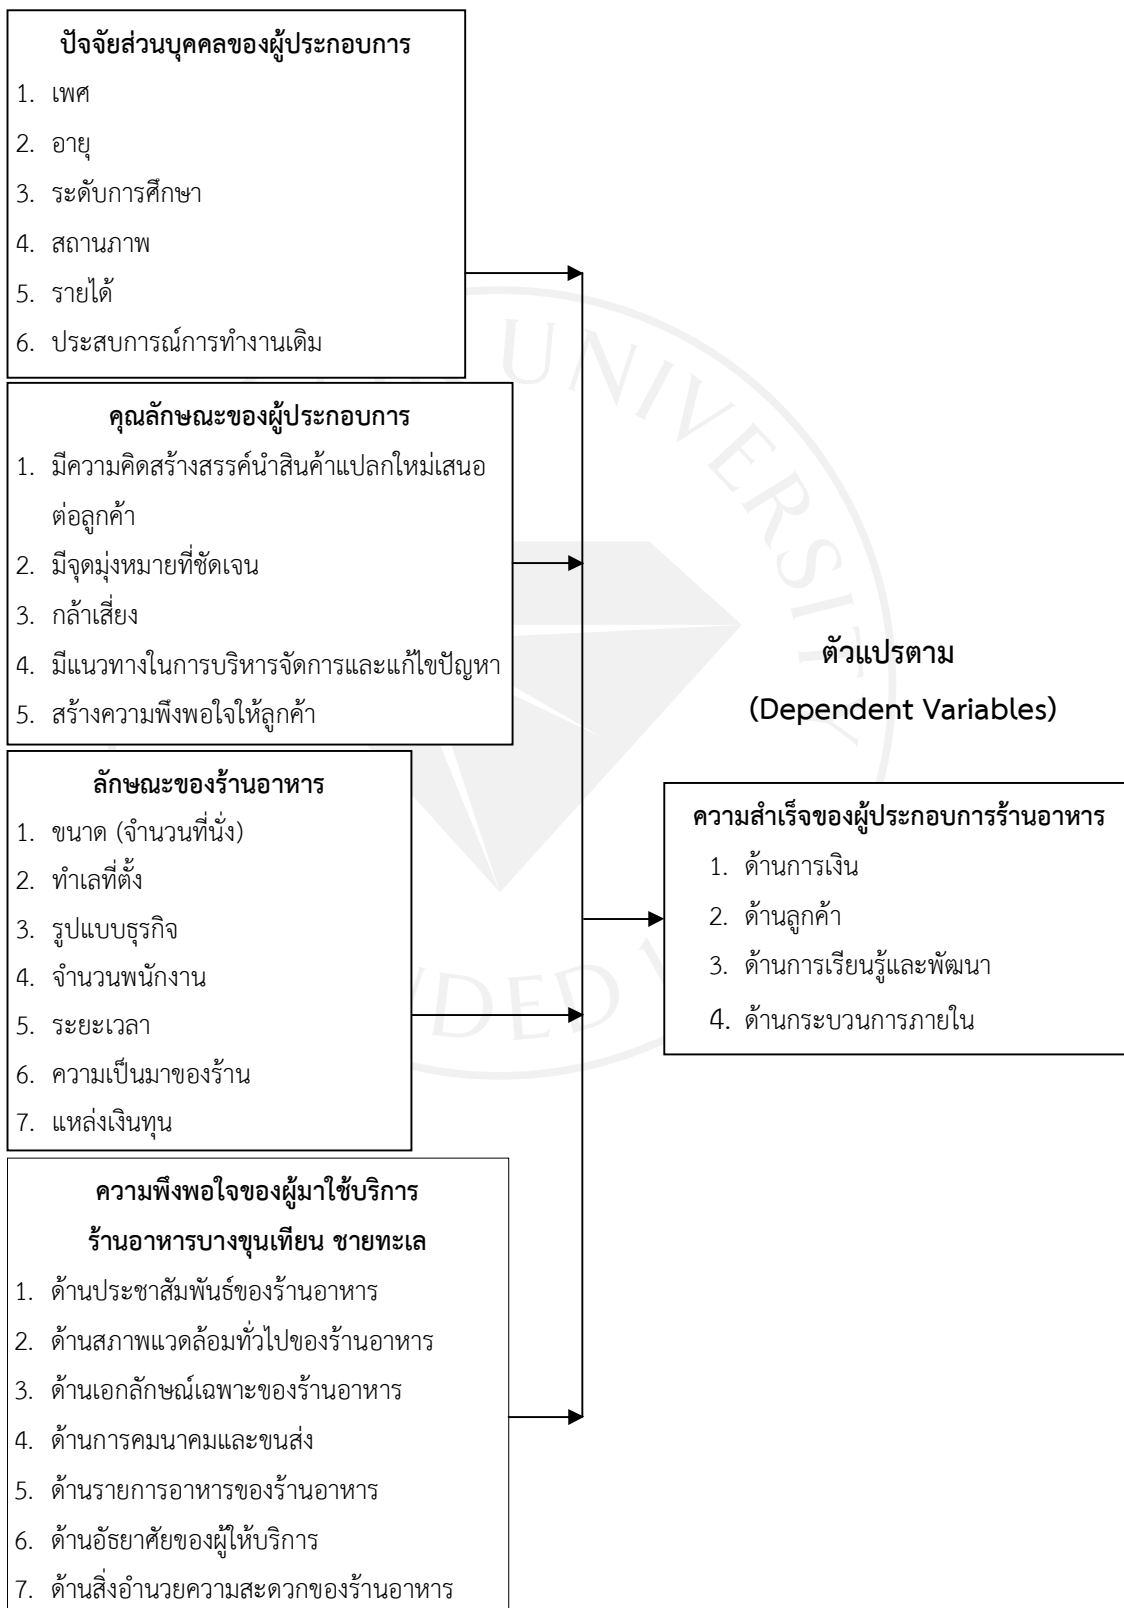 ปัจจัยส่วนบุคคลของผู้ประกอบการ
1. เพศ
2. อายุ
3. ระดับการศึกษา
4. สถานภาพ
5. รายได้
6. ประสบการณ์การทำงานเดิม
คุณลักษณะของผู้ประกอบการ
1. มีความคิดสร้างสรรค์นำสินค้าแปลกใหม่เสนอ
ต่อลูกค้า
2. มีจุดมุ่งหมายที่ชัดเจน
3. กล้าเสี่ยง
4. มีแนวทางในการบริหารจัดการและแก้ไขปัญหา
5. สร้างความพึงพอใจให้ลูกค้า
ลักษณะของร้านอาหาร
1. ขนาด (จำนวนที่นั่ง)
2. ทำเลที่ตั้ง
3. รูปแบบธุรกิจ
4. จำนวนพนักงาน
5. ระยะเวลา
6. ความเป็นมาของร้าน
7. แหล่งเงินทุน
ความพึงพอใจของผู้มาใช้บริการ
ร้านอาหารบางขุนเทียน ชายทะเล
1. ด้านประชาสัมพันธ์ของร้านอาหาร
2. ด้านสภาพแวดล้อมทั่วไปของร้านอาหาร
3. ด้านเอกลักษณ์เฉพาะของร้านอาหาร
4. ด้านการคมนาคมและขนส่ง
5. ด้านรายการอาหารของร้านอาหาร
6. ด้านอัธยาศัยของผู้ให้บริการ
7. ด้านสิ่งอำนวยความสะดวกของร้านอาหาร
ตัวแปรตาม
(Dependent Variables)
ความสำเร็จของผู้ประกอบการร้านอาหาร
1. ด้านการเงิน
2. ด้านลูกค้า
3. ด้านการเรียนรู้และพัฒนา
4. ด้านกระบวนการภายใน
UNIVERSITY